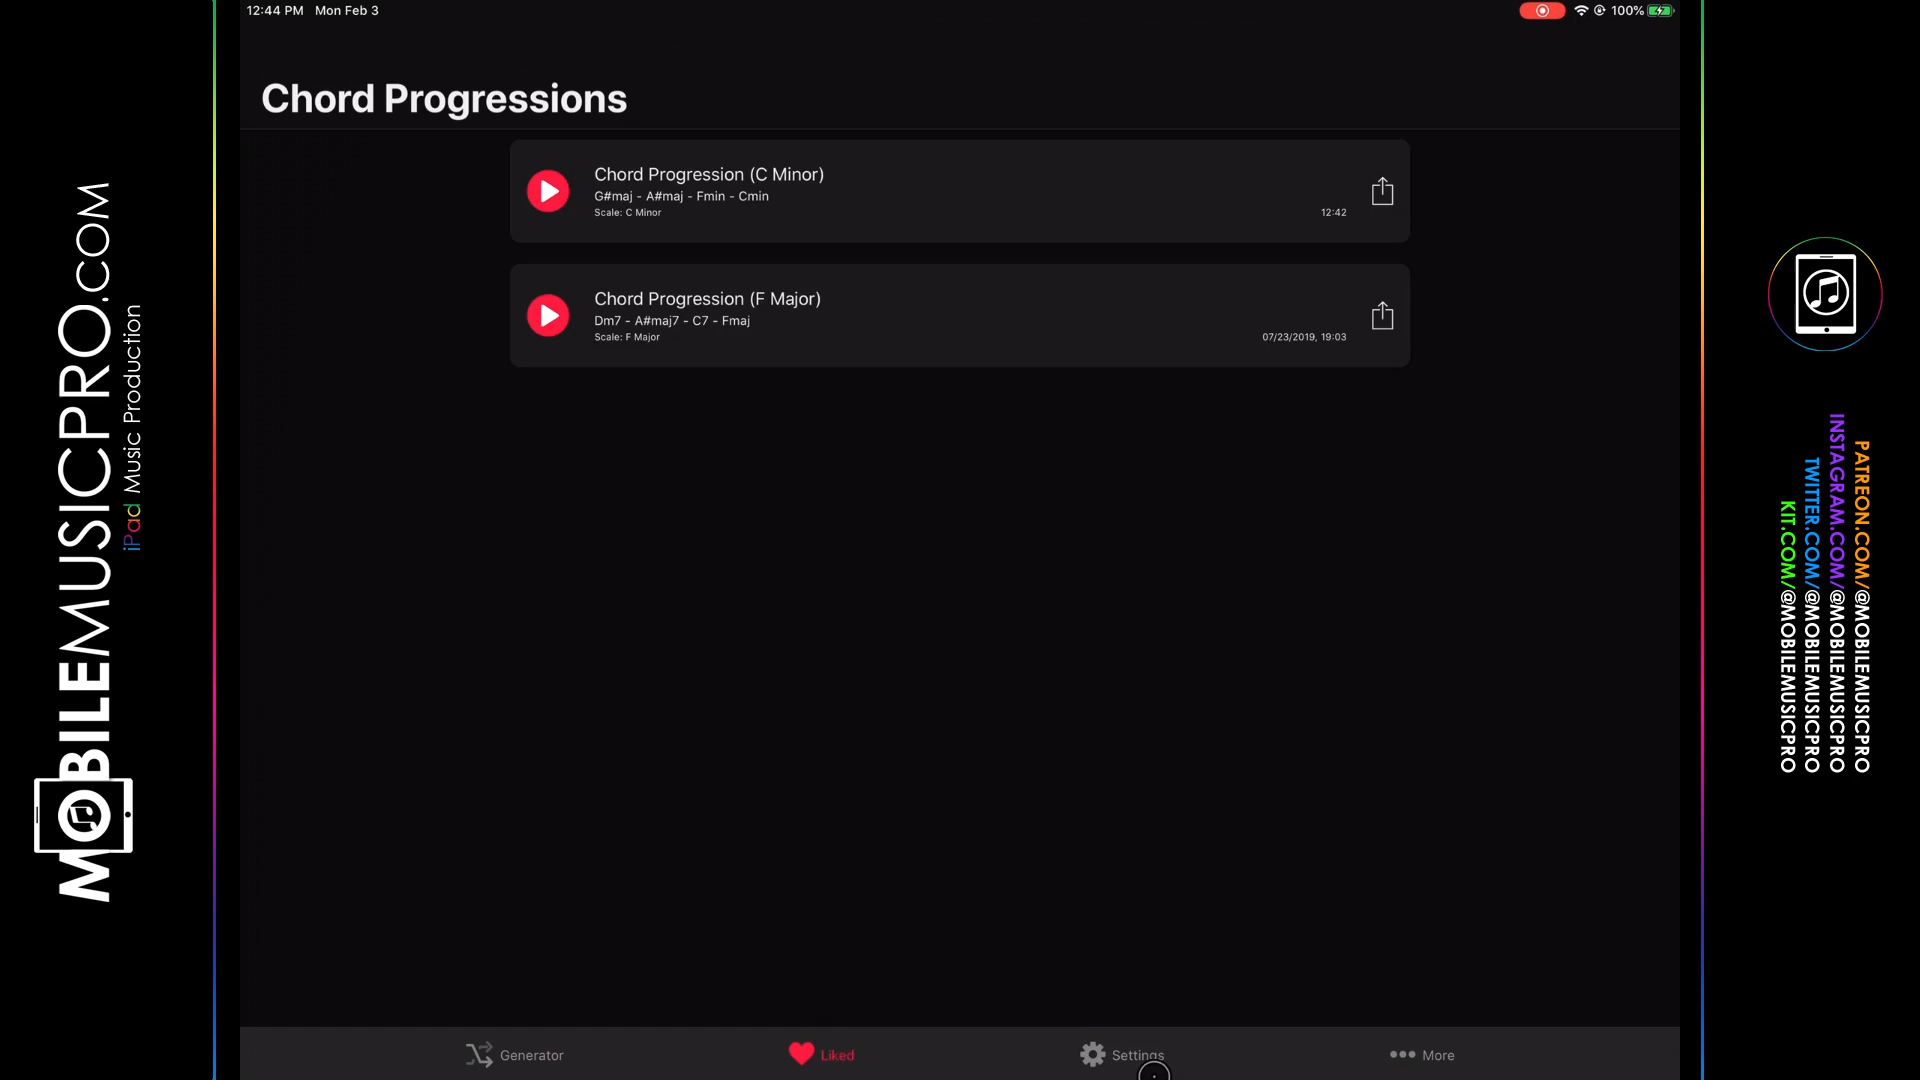 12:44 PM Mon Feb 3
100%
Chord Progressions
Chord Progression (C Minor)
G#maj - A#maj - Fmin - Cmin
Scale: C Minor
12:42
Chord Progression (F Major)
Dm7 - A#maj7 - C7 - Fmaj
Scale: F Major
07/23/2019, 19:03
Generator
Liked
Settings
More
MOBILEMUSICPRO.COM
iPad Music Production
PATREON.COM/@MOBILEMUSICPRO
INSTAGRAM.COM/@MOBILEMUSICPRO
TWITTER.COM/@MOBILEMUSICPRO
KIT.COM/@MOBILEMUSICPRO